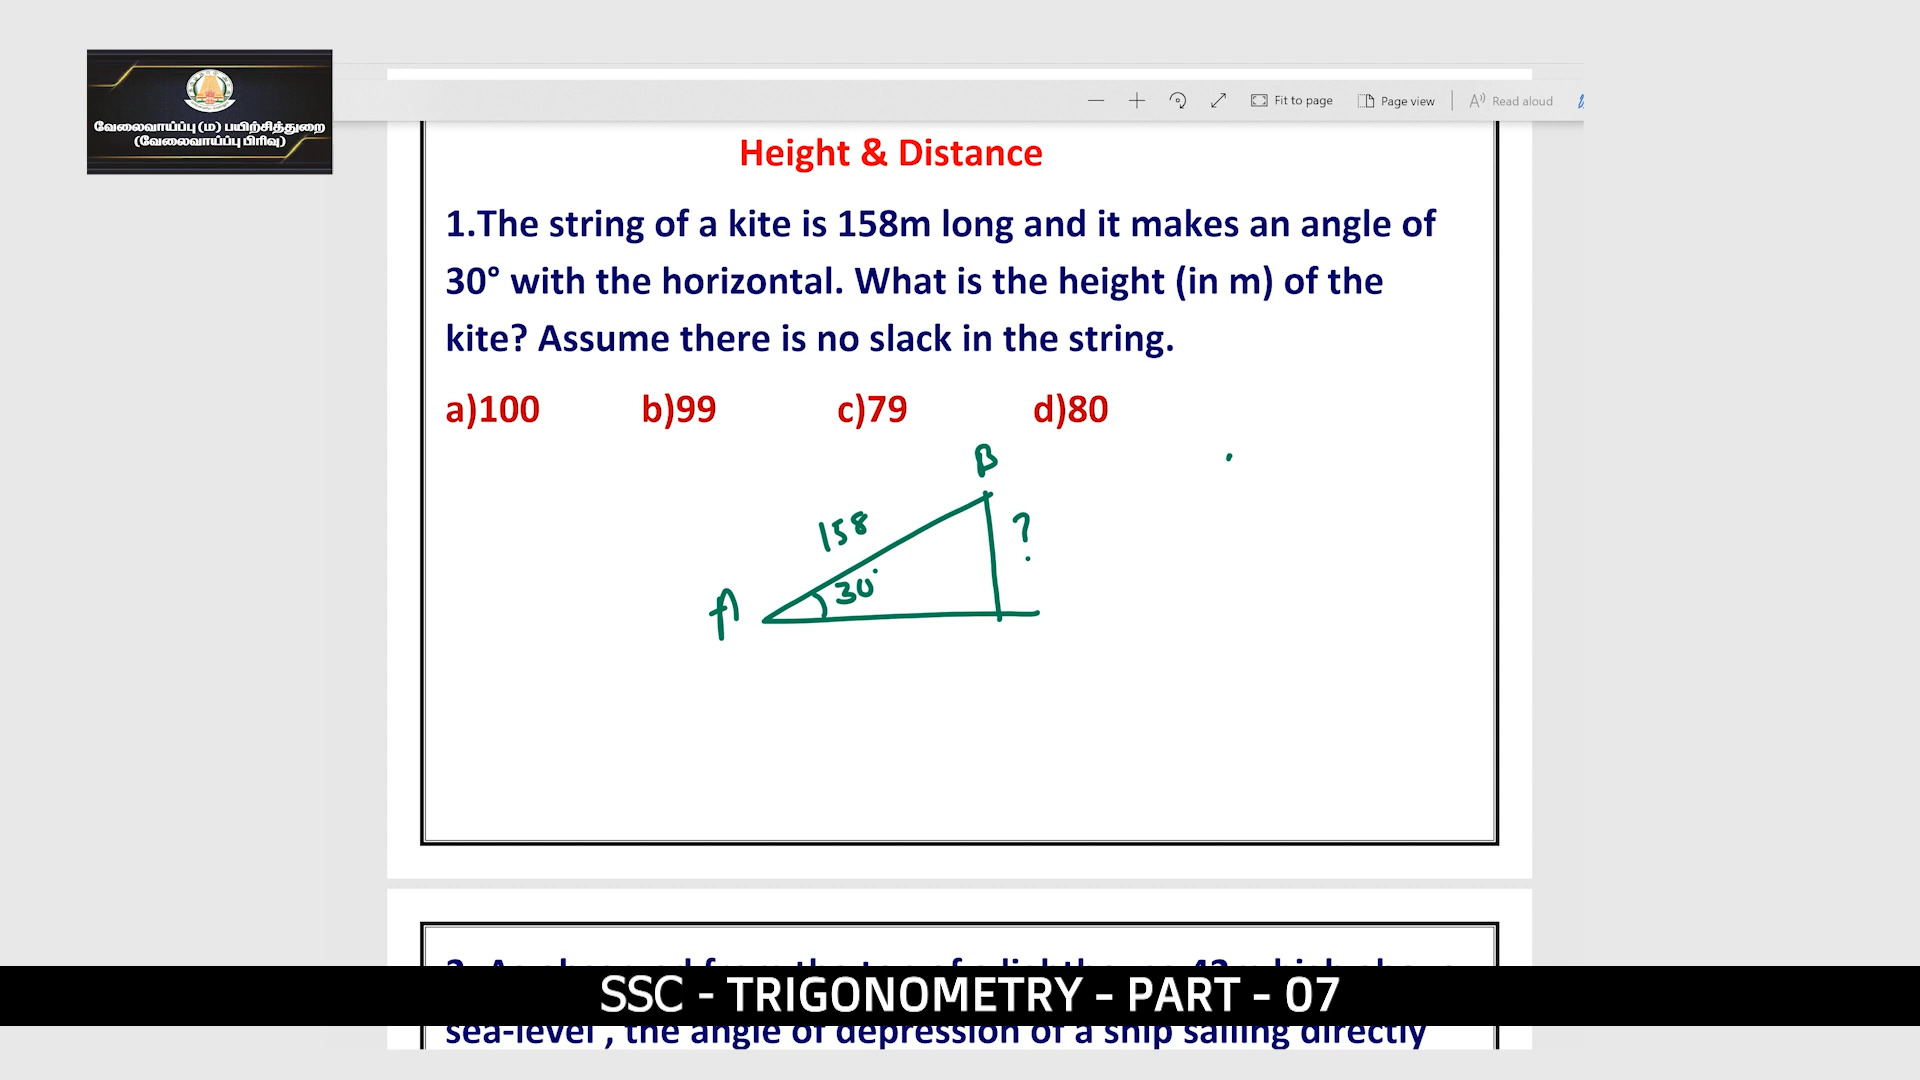 வேலைவாய்ப்பு (ம) பயிற்சித்துறை
(வேலைவாய்ப்பு பிரிவு)
Fit to page
Page view
Read aloud
Height & Distance
1.The string of a kite is 158m long and it makes an angle of
30° with the horizontal. What is the height (in m) of the
kite? Assume there is no slack in the string.
a)100 b)99 c)79 d)80
B
158
?
30°
A
SSC - TRIGONOMETRY - PART - 07
sea-level , the angle of depression of a ship sailing directly